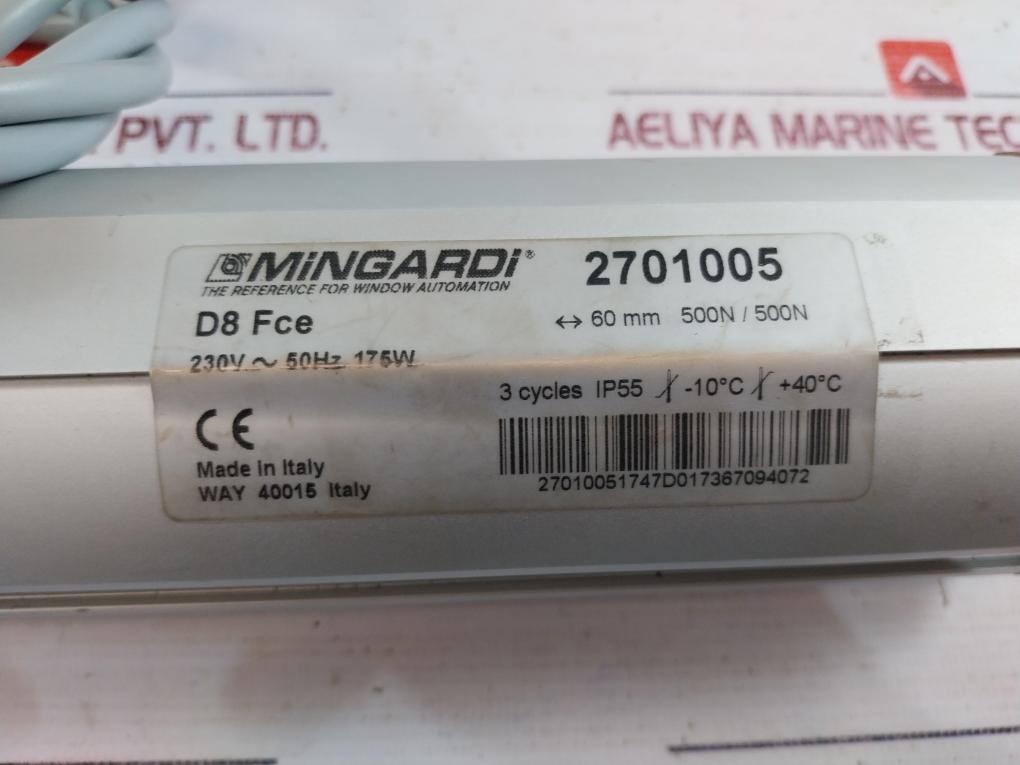 PVT. LTD.
AELIYA MARINE TEC
MiNGARDi®
2701005
THE REFERENCE FOR WINDOW AUTOMATION
D8 Fce
↔ 60 mm 500N / 500N
230V ~ 50Hz 175W
3 cycles IP55 -10°C +40°C
CE
Made in Italy
WAY 40015 Italy
27010051747D017367094072